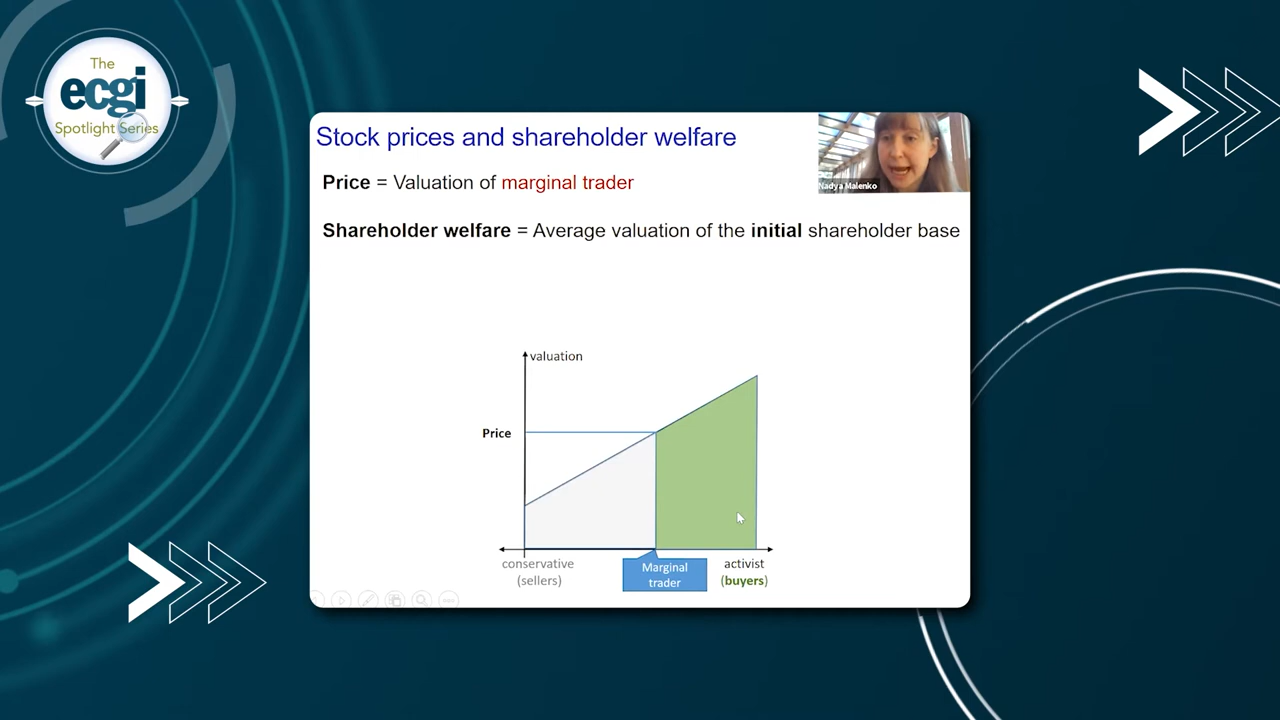 The
ecgi
Spotlight Series
Stock prices and shareholder welfare
Nadya Malenko
Price = Valuation of marginal trader
Shareholder welfare = Average valuation of the initial shareholder base
valuation
Price
conservative
(sellers)
Marginal
trader
activist
(buyers)